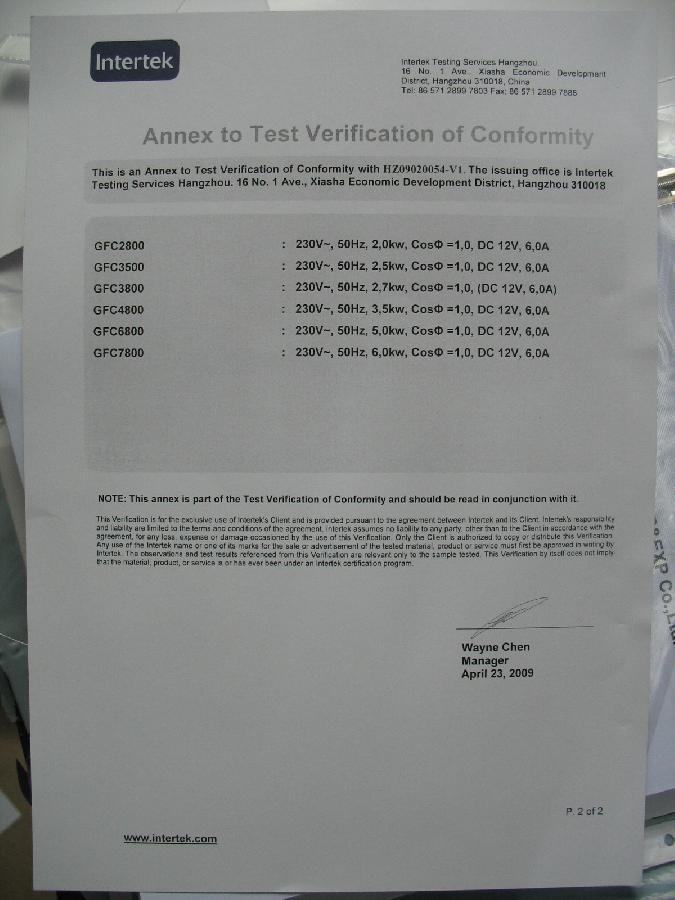 Intertek
Intertek Testing Services Hangzhou
16 No. 1 Ave., Xiasha Economic Development
District, Hangzhou 310018, China
Tel: 86 571 2899 7803 Fax: 86 571 2899 7886
Annex to Test Verification of Conformity
This is an Annex to Test Verification of Conformity with HZ09020054-V1. The issuing office is Intertek
Testing Services Hangzhou. 16 No. 1 Ave., Xiasha Economic Development District, Hangzhou 310018
GFC2800 : 230V~, 50Hz, 2,0kw, CosΦ =1,0, DC 12V, 6,0A
GFC3500 : 230V~, 50Hz, 2,5kw, CosΦ =1,0, DC 12V, 6,0A
GFC3800 : 230V~, 50Hz, 2,7kw, CosΦ =1,0, (DC 12V, 6,0A)
GFC4800 : 230V~, 50Hz, 3,5kw, CosΦ =1,0, DC 12V, 6,0A
GFC6800 : 230V~, 50Hz, 5,0kw, CosΦ =1,0, DC 12V, 6,0A
GFC7800 : 230V~, 50Hz, 6,0kw, CosΦ =1,0, DC 12V, 6,0A
NOTE: This annex is part of the Test Verification of Conformity and should be read in conjunction with it.
This Verification is for the exclusive use of Intertek's Client and is provided pursuant to the agreement between Intertek and its Client. Intertek's responsibility
and liability are limited to the terms and conditions of the agreement. Intertek assumes no liability to any party, other than to the Client in accordance with the
agreement, for any loss, expense or damage occasioned by the use of this Verification. Only the Client is authorized to copy or distribute this Verification.
Any use of the Intertek name or one of its marks for the sale or advertisement of the tested material, product or service must first be approved in writing by
Intertek. The observations and test results referenced from this Verification are relevant only to the sample tested. This Verification by itself does not imply
that the material, product, or service is or has ever been under an Intertek certification program.
Wayne Chen
Manager
April 23, 2009
P. 2 of 2
www.intertek.com
&EXP Co.,Ltd